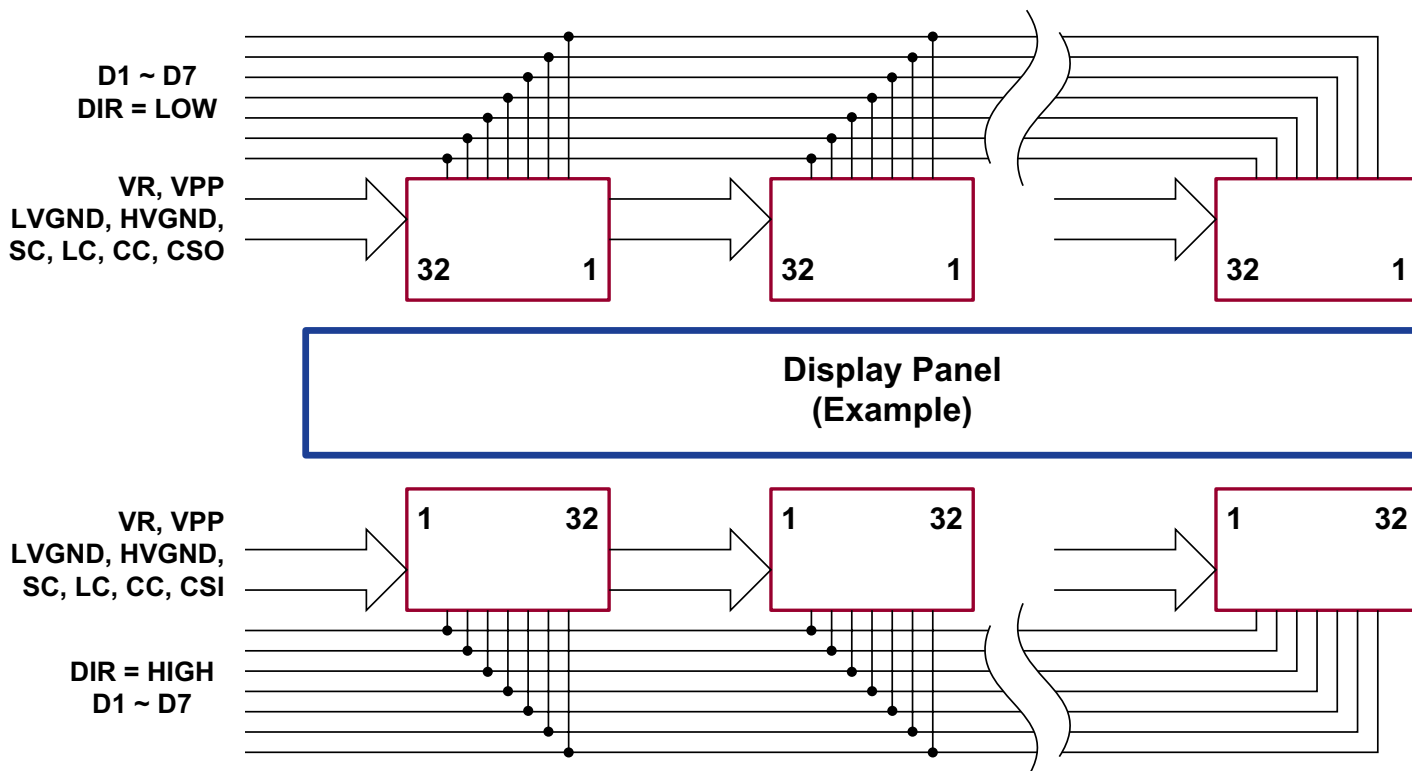 D1 ~ D7
DIR = LOW
VR, VPP
LVGND, HVGND,
SC, LC, CC, CSO
32 1
32 1
32 1
Display Panel
(Example)
VR, VPP
LVGND, HVGND,
SC, LC, CC, CSI
1 32
1 32
1 32
DIR = HIGH
D1 ~ D7